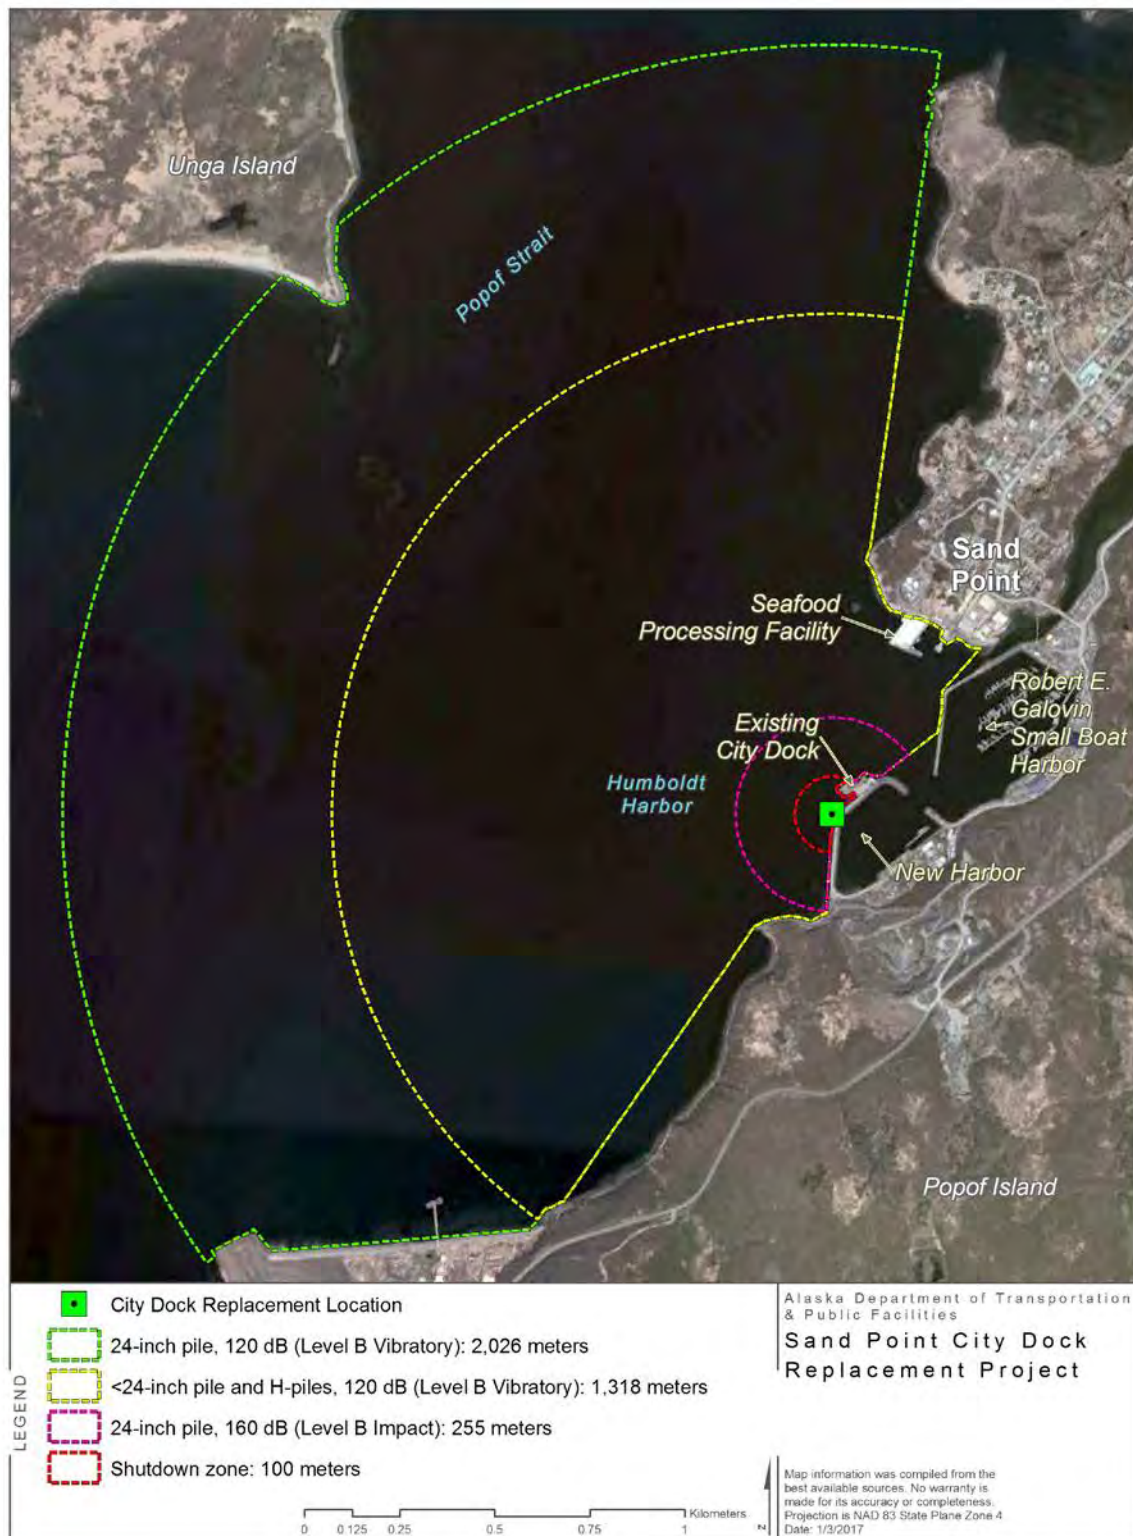 Unga Island
Popof Strait
Sand
Point
Seafood
Processing Facility
Robert E.
Galovin
Small Boat
Harbor
Existing
City Dock
Humboldt
Harbor
New Harbor
Popof Island
LEGEND
City Dock Replacement Location
24-inch pile, 120 dB (Level B Vibratory): 2,026 meters
<24-inch pile and H-piles, 120 dB (Level B Vibratory): 1,318 meters
24-inch pile, 160 dB (Level B Impact): 255 meters
Shutdown zone: 100 meters
Kilometers
0 0.125 0.25 0.5 0.75 1
N
Alaska Department of Transportation
& Public Facilities
Sand Point City Dock
Replacement Project
Map information was compiled from the
best available sources. No warranty is
made for its accuracy or completeness.
Projection is NAD 83 State Plane Zone 4
Date: 1/3/2017